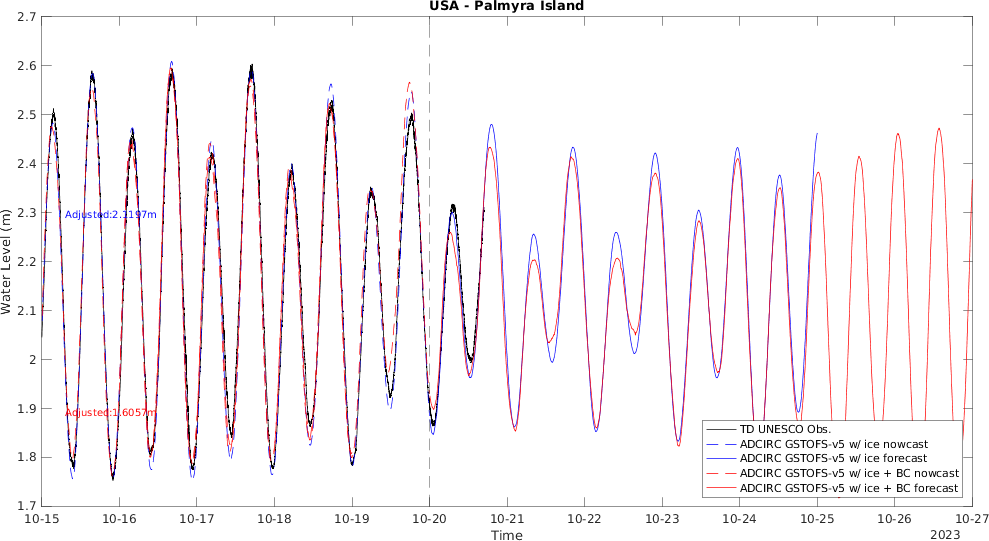 USA - Palmyra Island
2.7
2.6
2.5
2.4
2.3
2.2
2.1
2
1.9
1.8
1.7
Water Level (m)
Adjusted:2.1197m
Adjusted:1.6057m
TD UNESCO Obs.
ADCIRC GSTOFS-v5 w/ ice nowcast
ADCIRC GSTOFS-v5 w/ ice forecast
ADCIRC GSTOFS-v5 w/ ice + BC nowcast
ADCIRC GSTOFS-v5 w/ ice + BC forecast
10-15 10-16 10-17 10-18 10-19 10-20 10-21 10-22 10-23 10-24 10-25 10-26 10-27
Time
2023